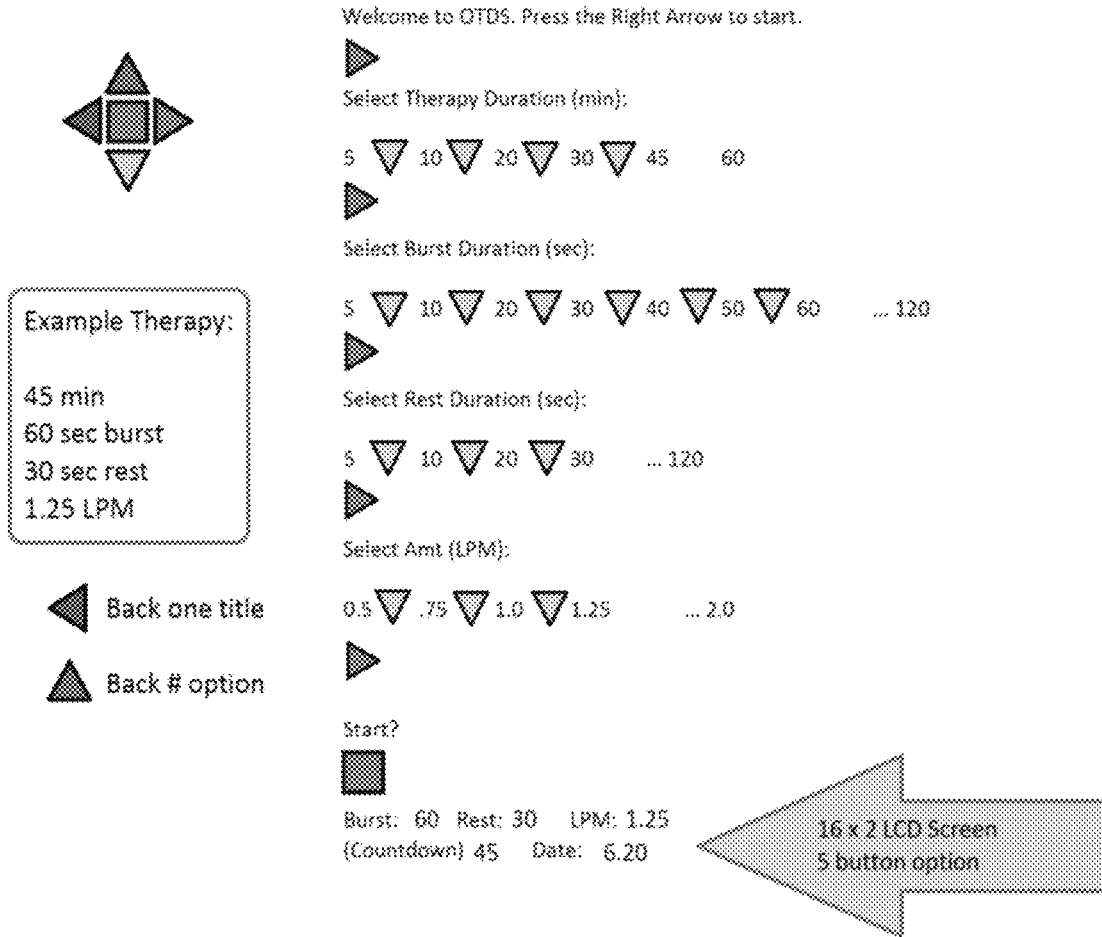 Welcome to OTDS. Press the Right Arrow to start.
Select Therapy Duration (min):
5 10 20 30 45 60
Select Burst Duration (sec):
5 10 20 30 40 50 60 ... 120
Select Rest Duration (sec):
5 10 20 30 ... 120
Select Amt (LPM):
0.5 .75 1.0 1.25 ... 2.0
Start?
Burst: 60 Rest: 30 LPM: 1.25
(Countdown) 45 Date: 6.20
Example Therapy:
45 min
60 sec burst
30 sec rest
1.25 LPM
Back one title
Back # option
16 x 2 LCD Screen
5 button option